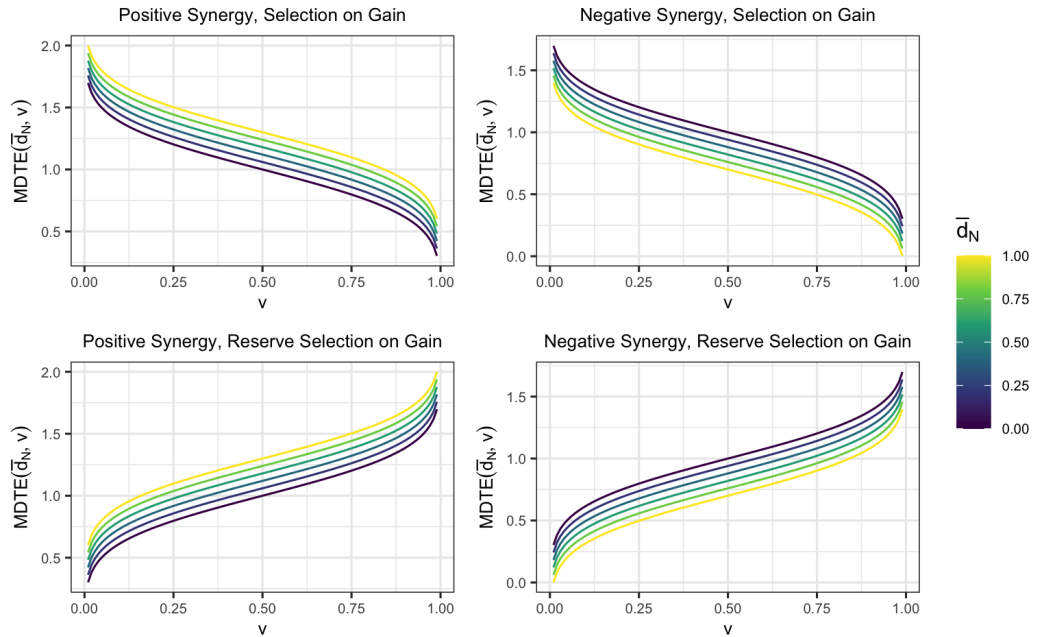 Positive Synergy, Selection on Gain
2.0
1.5
1.0
0.5
MDTE(d̅N, v)
0.00 0.25 0.50 0.75 1.00
v
Negative Synergy, Selection on Gain
1.5
1.0
0.5
0.0
MDTE(d̅N, v)
0.00 0.25 0.50 0.75 1.00
v
Positive Synergy, Reserve Selection on Gain
2.0
1.5
1.0
0.5
MDTE(d̅N, v)
0.00 0.25 0.50 0.75 1.00
v
Negative Synergy, Reserve Selection on Gain
1.5
1.0
0.5
0.0
MDTE(d̅N, v)
0.00 0.25 0.50 0.75 1.00
v
d̅N
1.00
0.75
0.50
0.25
0.00